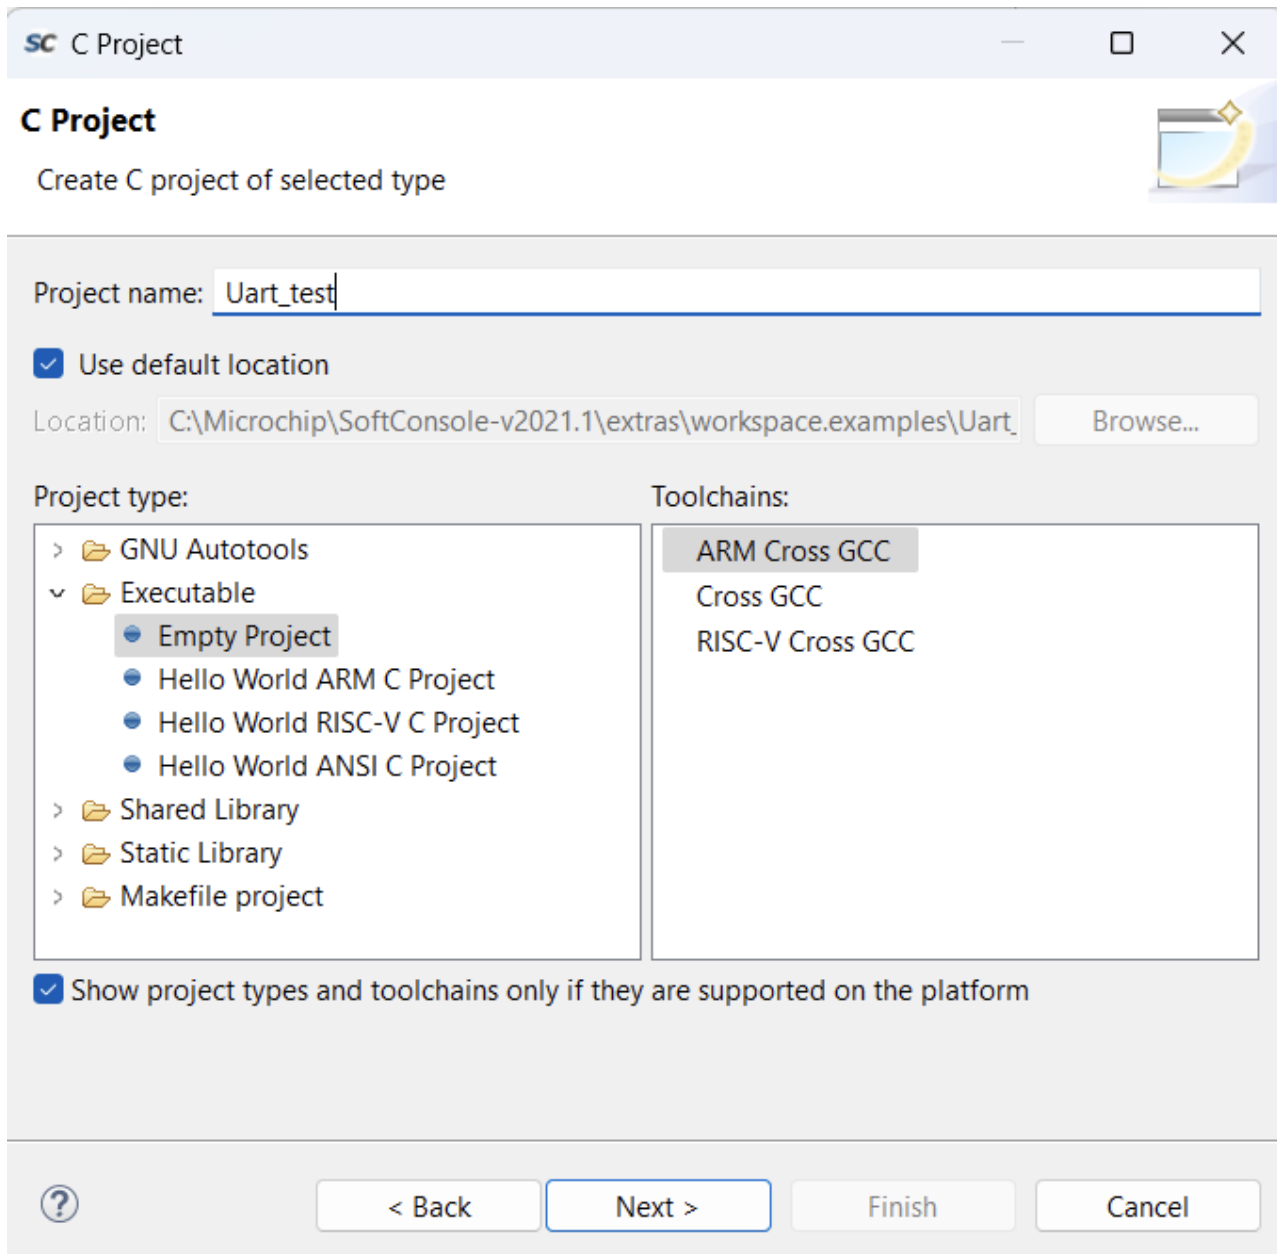 SC C Project
C Project
Create C project of selected type
Project name: Uart_test
Use default location
Location: C:\Microchip\SoftConsole-v2021.1\extras\workspace.examples\Uart_ Browse...
Project type: Toolchains:
GNU Autotools
Executable
Empty Project
Hello World ARM C Project
Hello World RISC-V C Project
Hello World ANSI C Project
Shared Library
Static Library
Makefile project
ARM Cross GCC
Cross GCC
RISC-V Cross GCC
Show project types and toolchains only if they are supported on the platform
? < Back Next > Finish Cancel